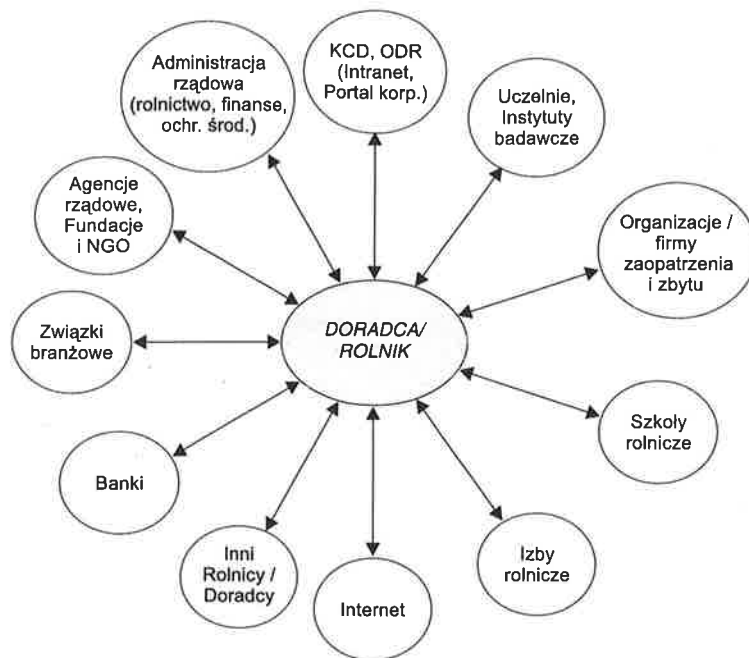 Administracja
rządowa
(rolnictwo, finanse,
ochr. środ.)
KCD, ODR
(Intranet,
Portal korp.)
Uczelnie,
Instytuty
badawcze
Organizacje /
firmy
zaopatrzenia
i zbytu
Szkoły
rolnicze
Izby
rolnicze
Internet
Inni
Rolnicy /
Doradcy
Banki
Związki
branżowe
Agencje
rządowe,
Fundacje
i NGO
DORADCA/
ROLNIK